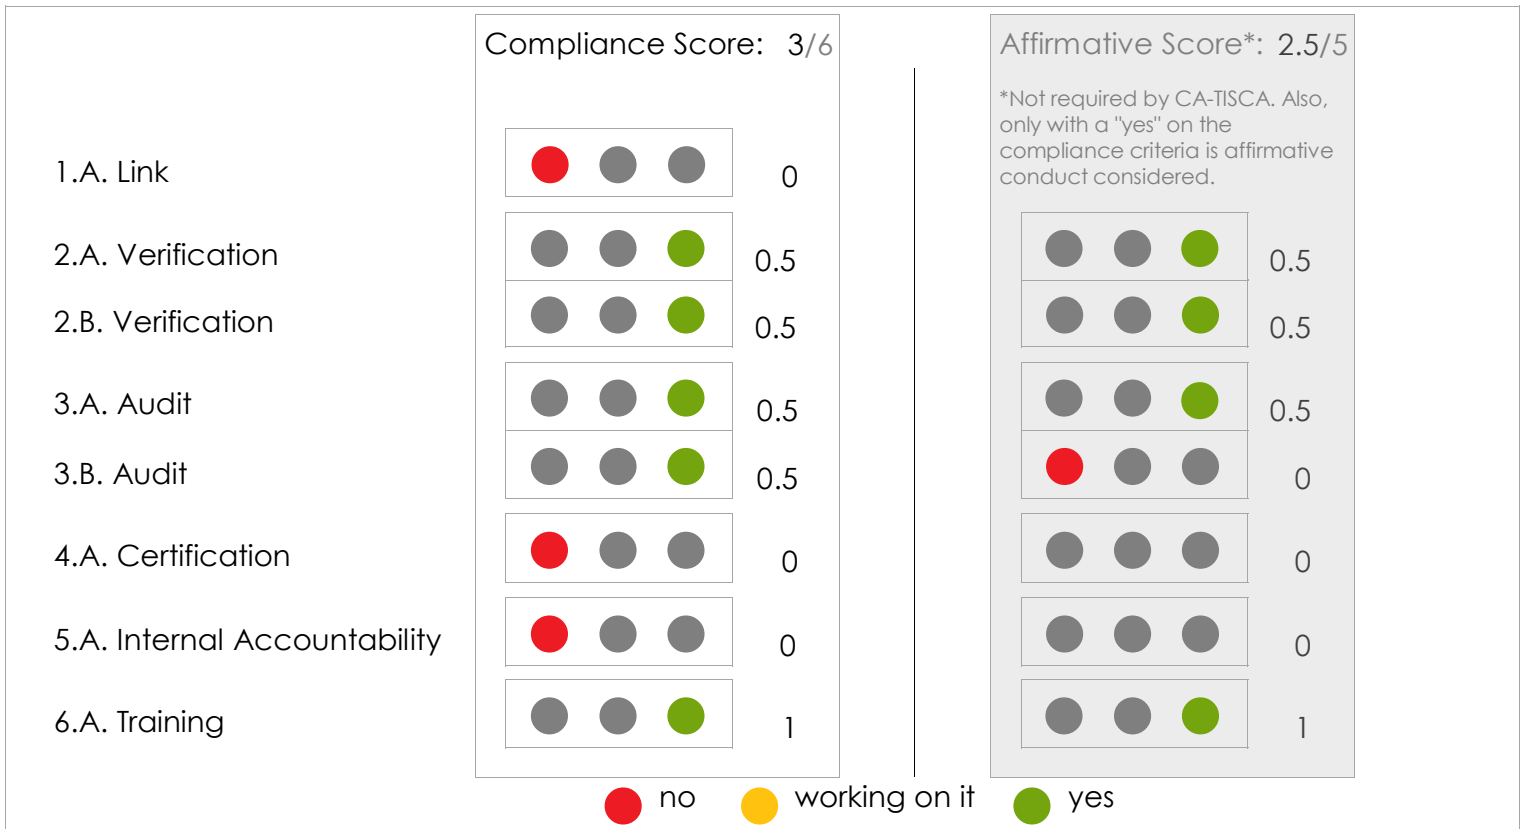 Compliance Score: 3/6
Affirmative Score*: 2.5/5
*Not required by CA-TISCA. Also,
only with a "yes" on the
compliance criteria is affirmative
conduct considered.
1.A. Link 0
2.A. Verification 0.5 0.5
2.B. Verification 0.5 0.5
3.A. Audit 0.5 0.5
3.B. Audit 0.5 0
4.A. Certification 0 0
5.A. Internal Accountability 0 0
6.A. Training 1 1
no working on it yes